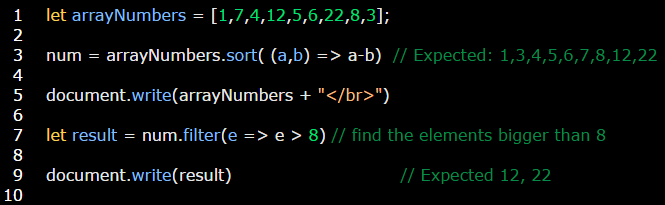 1 let arrayNumbers = [1,7,4,12,5,6,22,8,3];
2
3 num = arrayNumbers.sort( (a,b) => a-b) // Expected: 1,3,4,5,6,7,8,12,22
4
5 document.write(arrayNumbers + "</br>")
6
7 let result = num.filter(e => e > 8) // find the elements bigger than 8
8
9 document.write(result) // Expected 12, 22
10